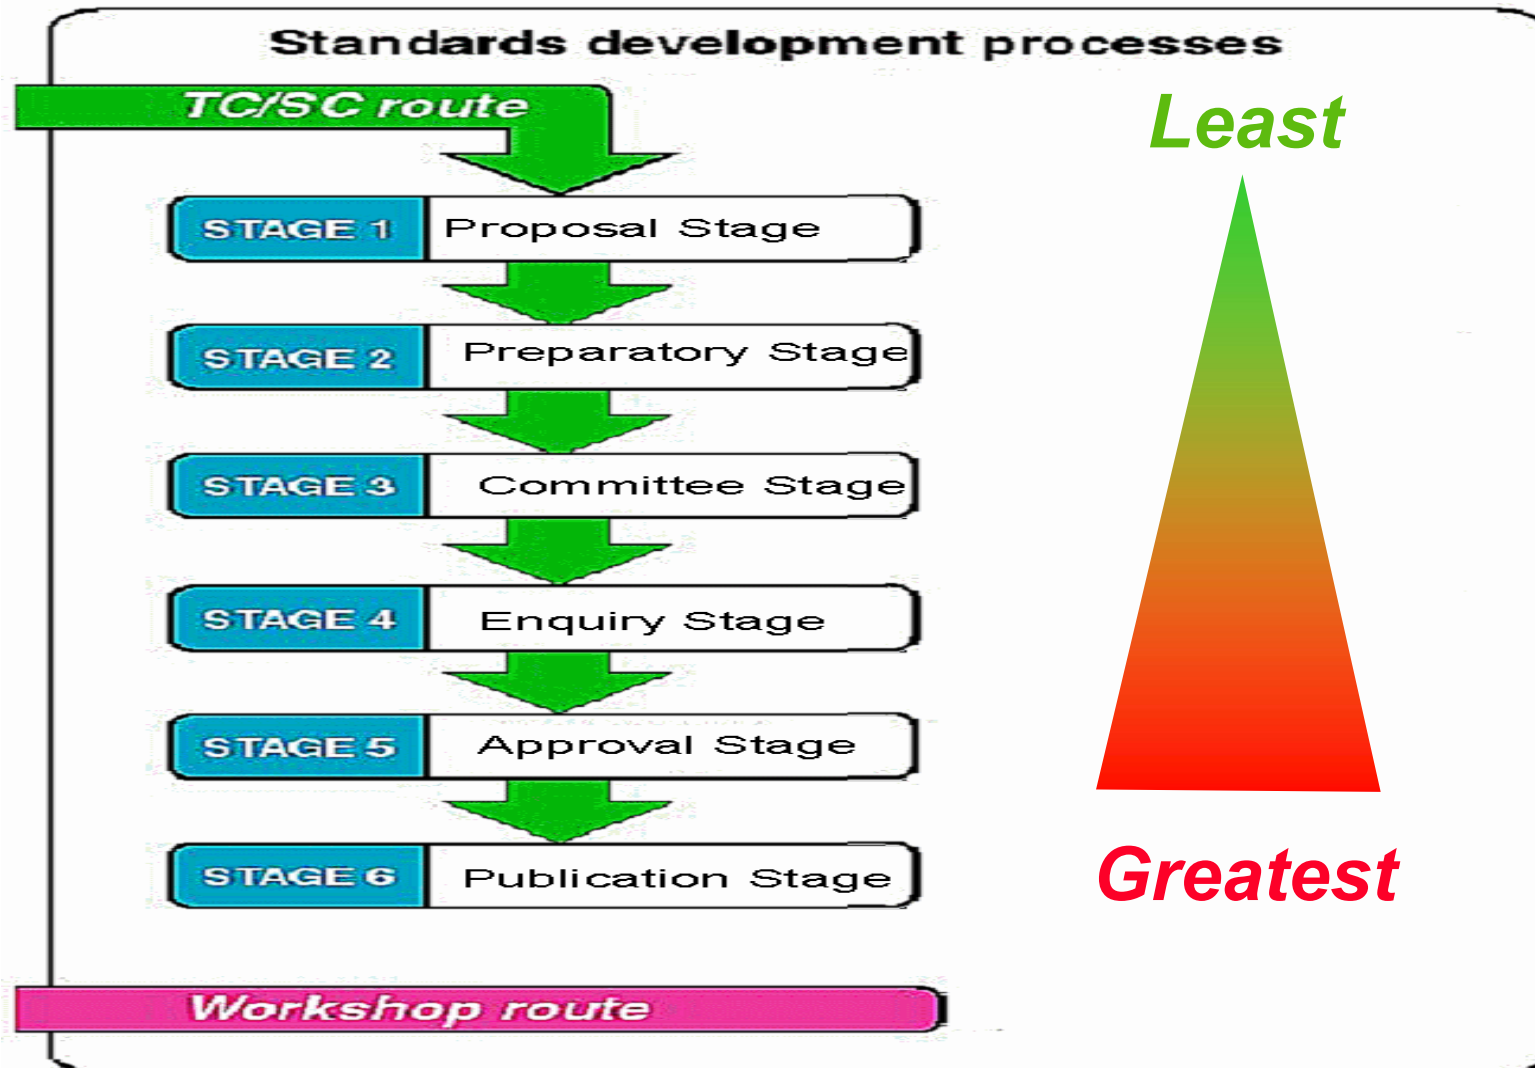 Standards development processes
TC/SC route
Least
STAGE 1 Proposal Stage
STAGE 2 Preparatory Stage
STAGE 3 Committee Stage
STAGE 4 Enquiry Stage
STAGE 5 Approval Stage
STAGE 6 Publication Stage
Greatest
Workshop route